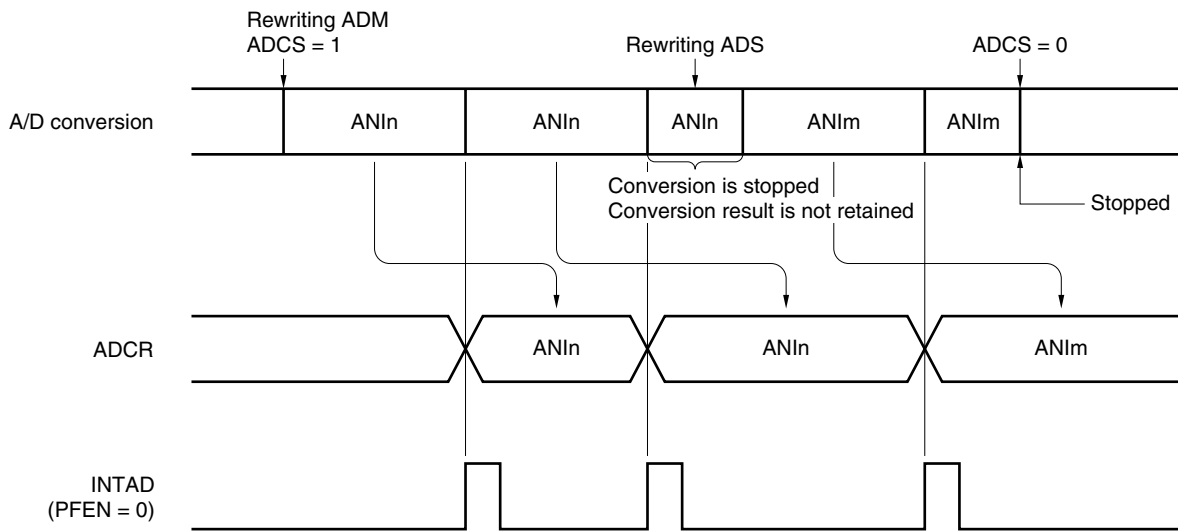 Rewriting ADM
ADCS = 1
Rewriting ADS
ADCS = 0
A/D conversion
ANIn
ANIn
ANIn
ANIm
ANIm
Conversion is stopped
Conversion result is not retained
Stopped
ADCR
ANIn
ANIn
ANIm
INTAD
(PFEN = 0)